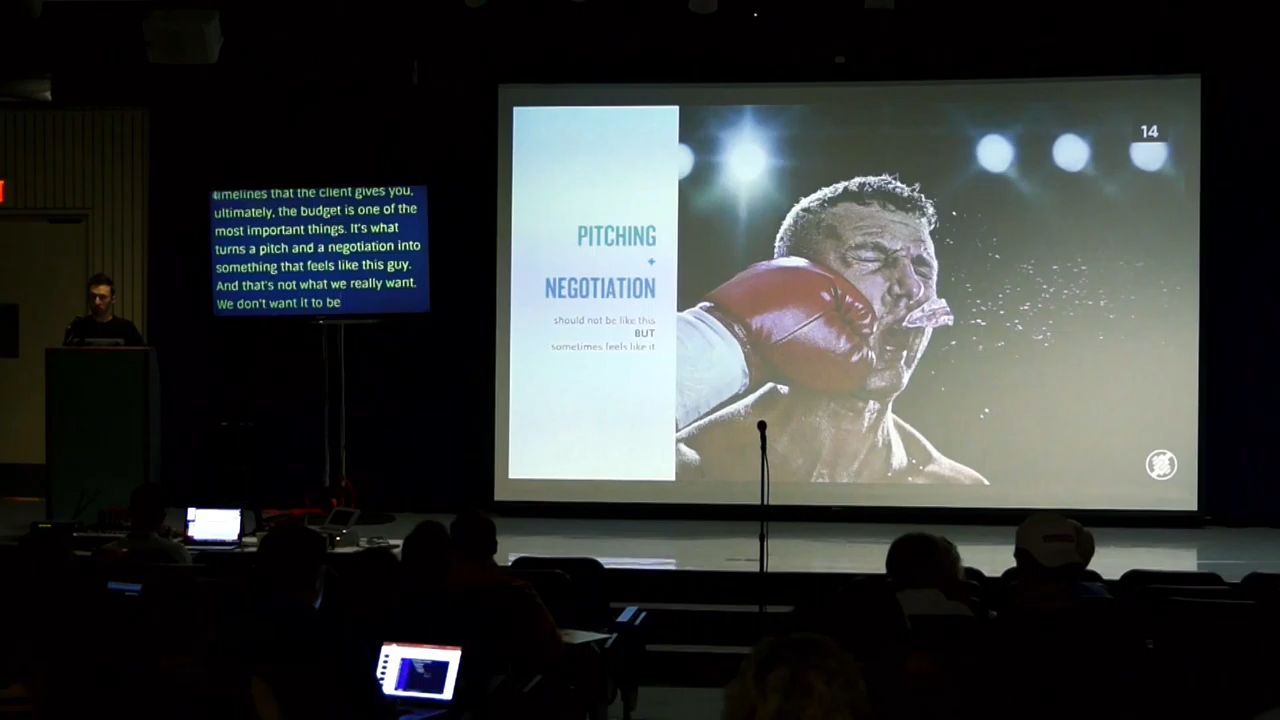 timelines that the client gives you,
ultimately, the budget is one of the
most important things. It's what
turns a pitch and a negotiation into
something that feels like this guy.
And that's not what we really want.
We don't want it to be
14
PITCHING
+
NEGOTIATION
should not be like this
BUT
sometimes feels like it